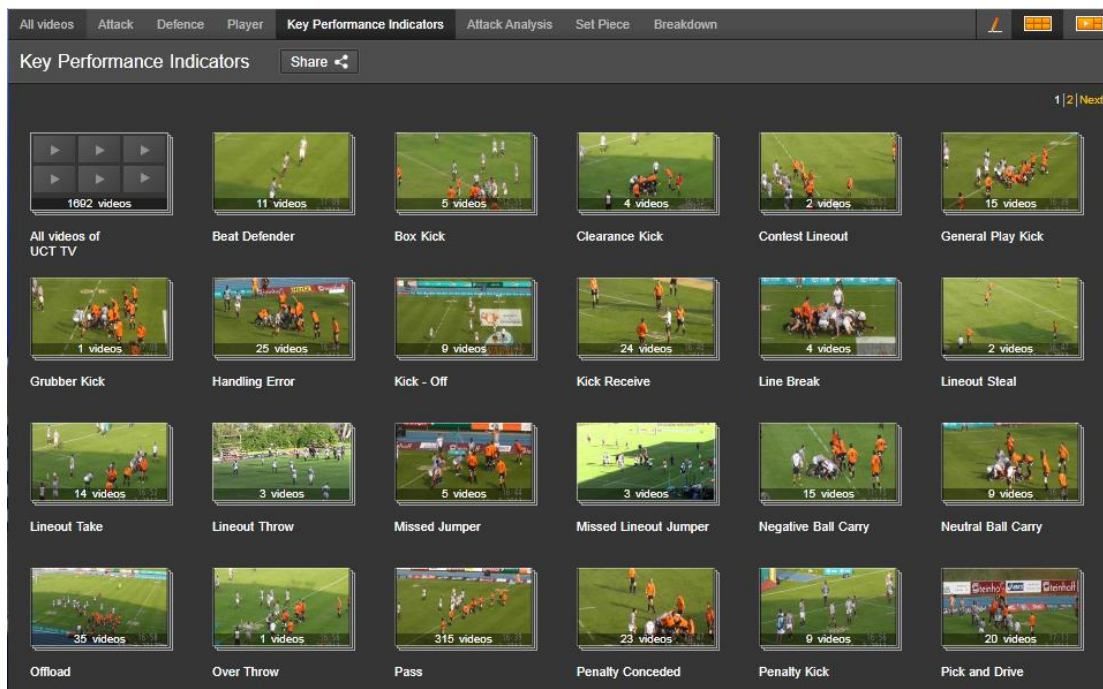 All videos Attack Defence Player Key Performance Indicators Attack Analysis Set Piece Breakdown
Key Performance Indicators Share
1 | 2 | Next
1692 videos 11 videos 5 videos 4 videos 2 videos 15 videos
All videos of Beat Defender Box Kick Clearance Kick Contest Lineout General Play Kick
UCT TV
1 videos 25 videos 9 videos 24 videos 4 videos 2 videos
Grubber Kick Handling Error Kick - Off Kick Receive Line Break Lineout Steal
14 videos 3 videos 5 videos 3 videos 15 videos 9 videos
Lineout Take Lineout Throw Missed Jumper Missed Lineout Jumper Negative Ball Carry Neutral Ball Carry
Steinhoff
35 videos 1 videos 315 videos 23 videos 9 videos 20 videos
Offload Over Throw Pass Penalty Conceded Penalty Kick Pick and Drive